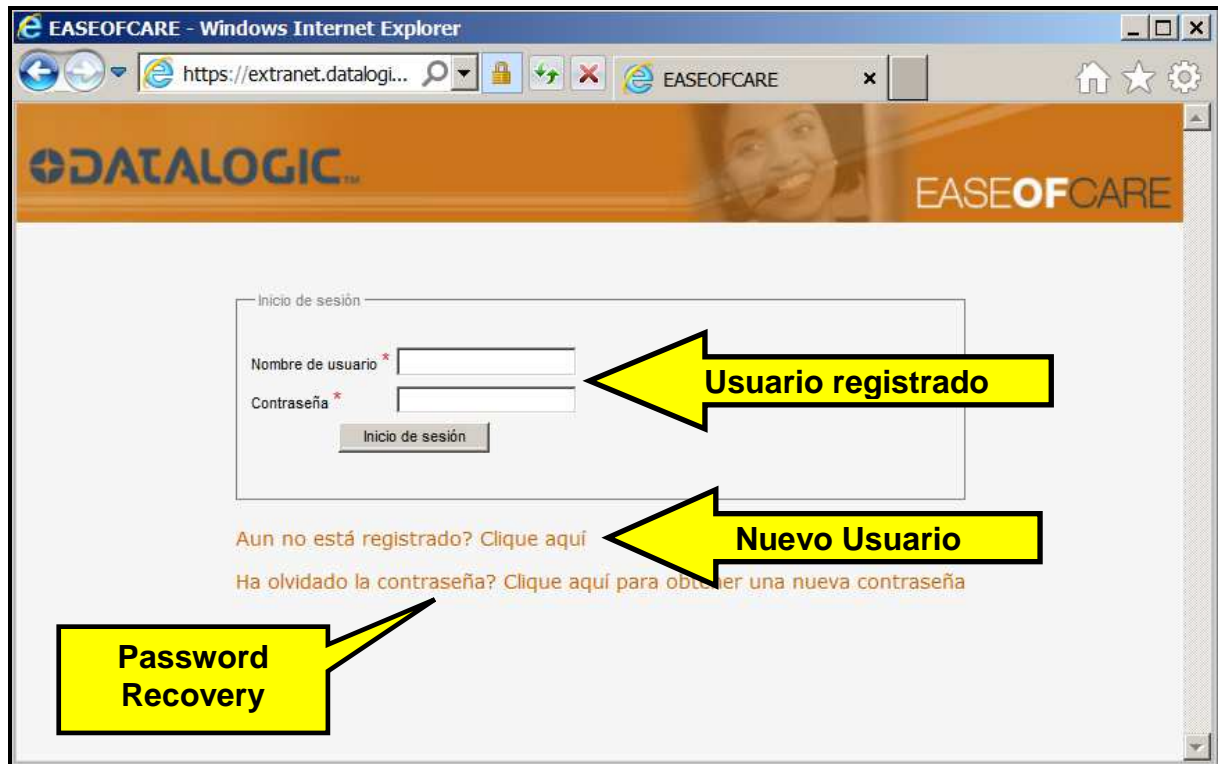 EASEOFCARE - Windows Internet Explorer
https://extranet.datalogi...
EASEOFCARE
DATALOGIC™
EASEOFCARE
Inicio de sesión
Nombre de usuario *
Usuario registrado
Contraseña *
Inicio de sesión
Aun no está registrado? Clique aquí
Nuevo Usuario
Ha olvidado la contraseña? Clique aquí para obtener una nueva contraseña
Password
Recovery